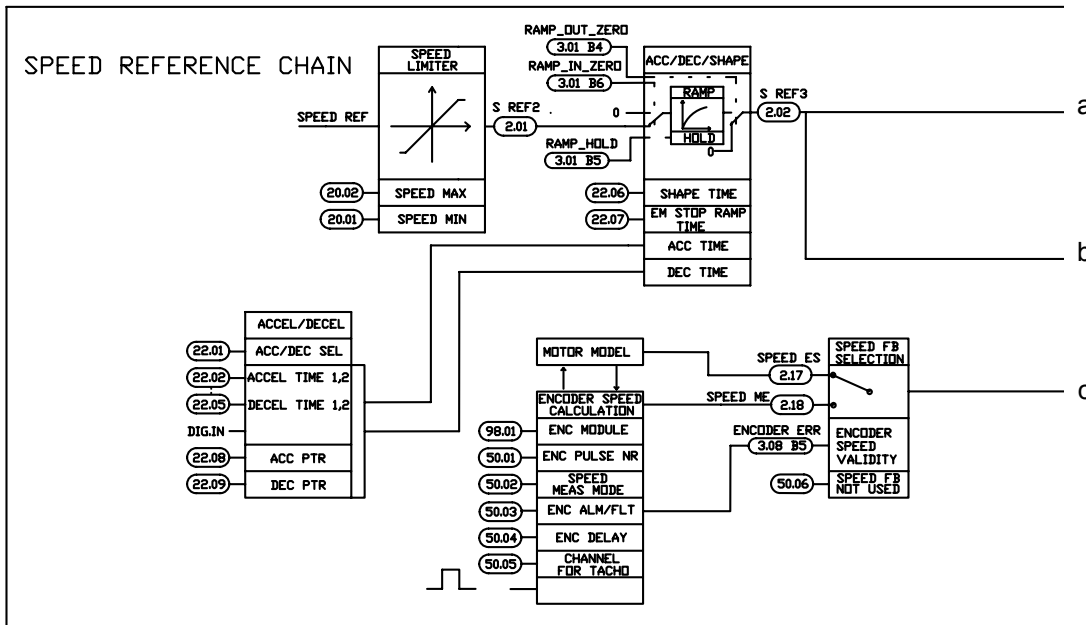 SPEED REFERENCE CHAIN
SPEED REF
SPEED
LIMITER
20.02
SPEED MAX
20.01
SPEED MIN
S REF2
2.01
RAMP_OUT_ZERO
3.01 B4
RAMP_IN_ZERO
3.01 B6
0
RAMP_HOLD
3.01 B5
ACC/DEC/SHAPE
RAMP
HOLD
0
22.06
SHAPE TIME
22.07
EM STOP RAMP
TIME
ACC TIME
DEC TIME
S REF3
2.02
a
b
ACCEL/DECEL
22.01
ACC/DEC SEL
22.02
ACCEL TIME 1,2
22.05
DECEL TIME 1,2
DIG.IN
22.08
ACC PTR
22.09
DEC PTR
MOTOR MODEL
ENCODER SPEED
CALCULATION
98.01
ENC MODULE
50.01
ENC PULSE NR
50.02
SPEED
MEAS MODE
50.03
ENC ALM/FLT
50.04
ENC DELAY
50.05
CHANNEL
FOR TACHO
SPEED ES
2.17
SPEED ME
2.18
ENCODER ERR
3.08 B5
50.06
SPEED FB
SELECTION
ENCODER
SPEED
VALIDITY
SPEED FB
NOT USED
c